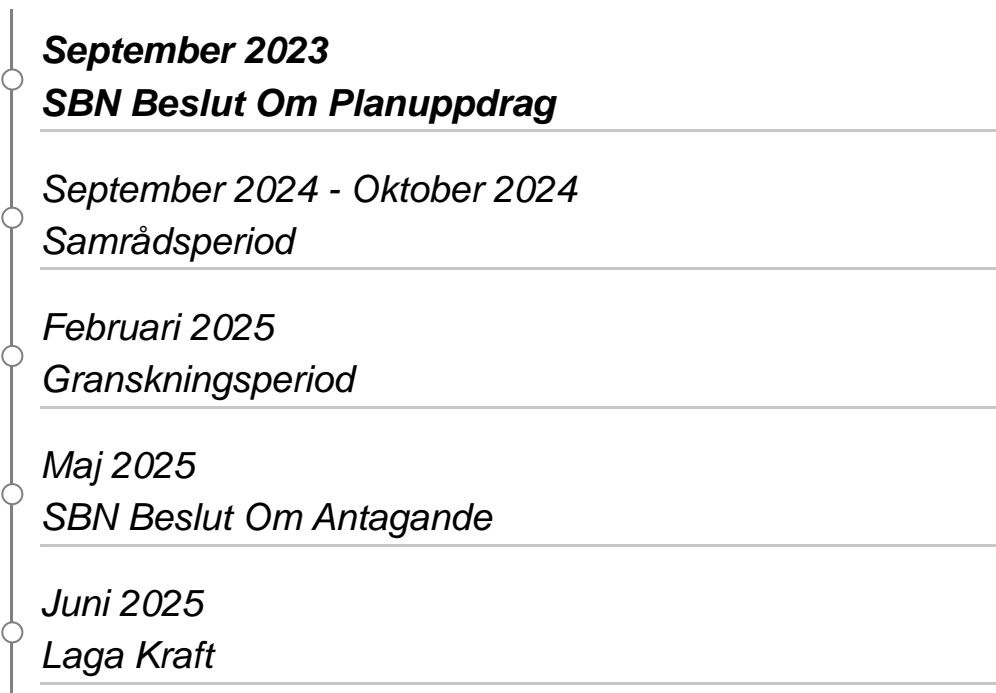 September 2023
SBN Beslut Om Planuppdrag
September 2024 - Oktober 2024
Samrådsperiod
Februari 2025
Granskningsperiod
Maj 2025
SBN Beslut Om Antagande
Juni 2025
Laga Kraft